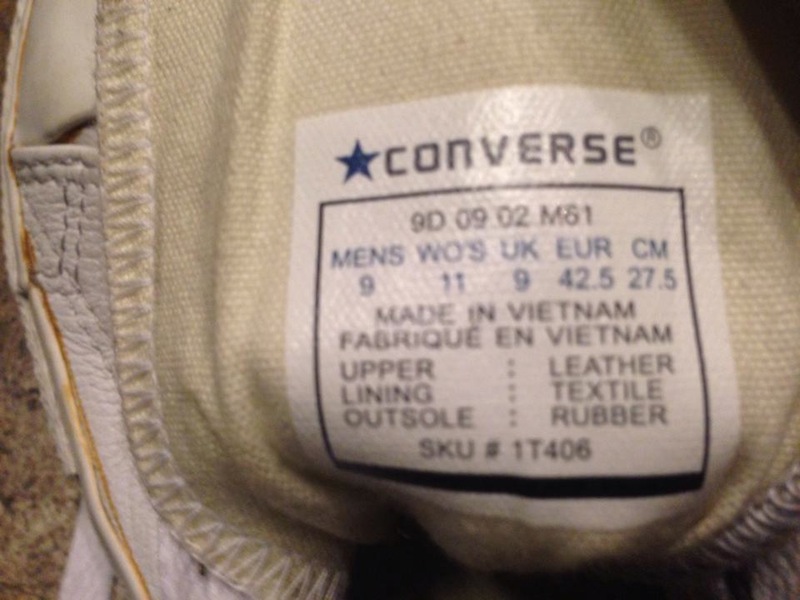 ★CONVERSE®
9D 09 02 M61
MENS WO'S UK EUR CM
9 11 9 42.5 27.5
MADE IN VIETNAM
FABRIQUE EN VIETNAM
UPPER : LEATHER
LINING : TEXTILE
OUTSOLE : RUBBER
SKU # 1T406